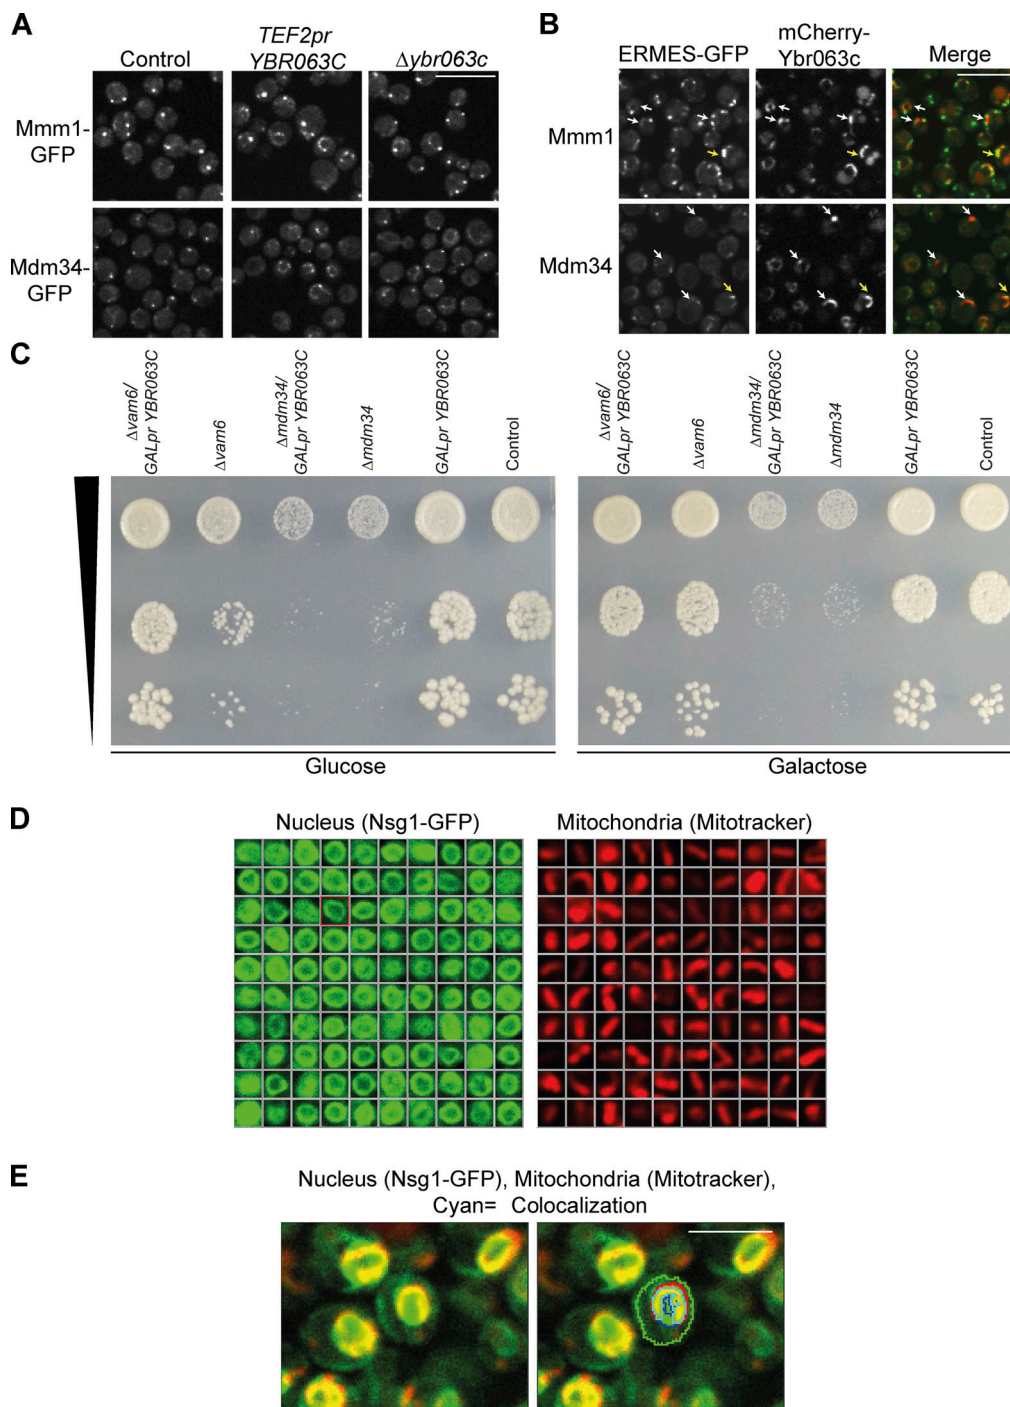 A
Control
TEF2pr
YBR063C
Δybr063c
Mmm1-
GFP
Mdm34-
GFP
B
ERMES-GFP
mCherry-
Ybr063c
Merge
Mmm1
Mdm34
C
Δvam6/
GALpr YBR063C
Δvam6
Δmdm34/
GALpr YBR063C
Δmdm34
GALpr YBR063C
Control
Δvam6/
GALpr YBR063C
Δvam6
Δmdm34/
GALpr YBR063C
Δmdm34
GALpr YBR063C
Control
Glucose
Galactose
D
Nucleus (Nsg1-GFP)
Mitochondria (Mitotracker)
E
Nucleus (Nsg1-GFP), Mitochondria (Mitotracker),
Cyan= Colocalization